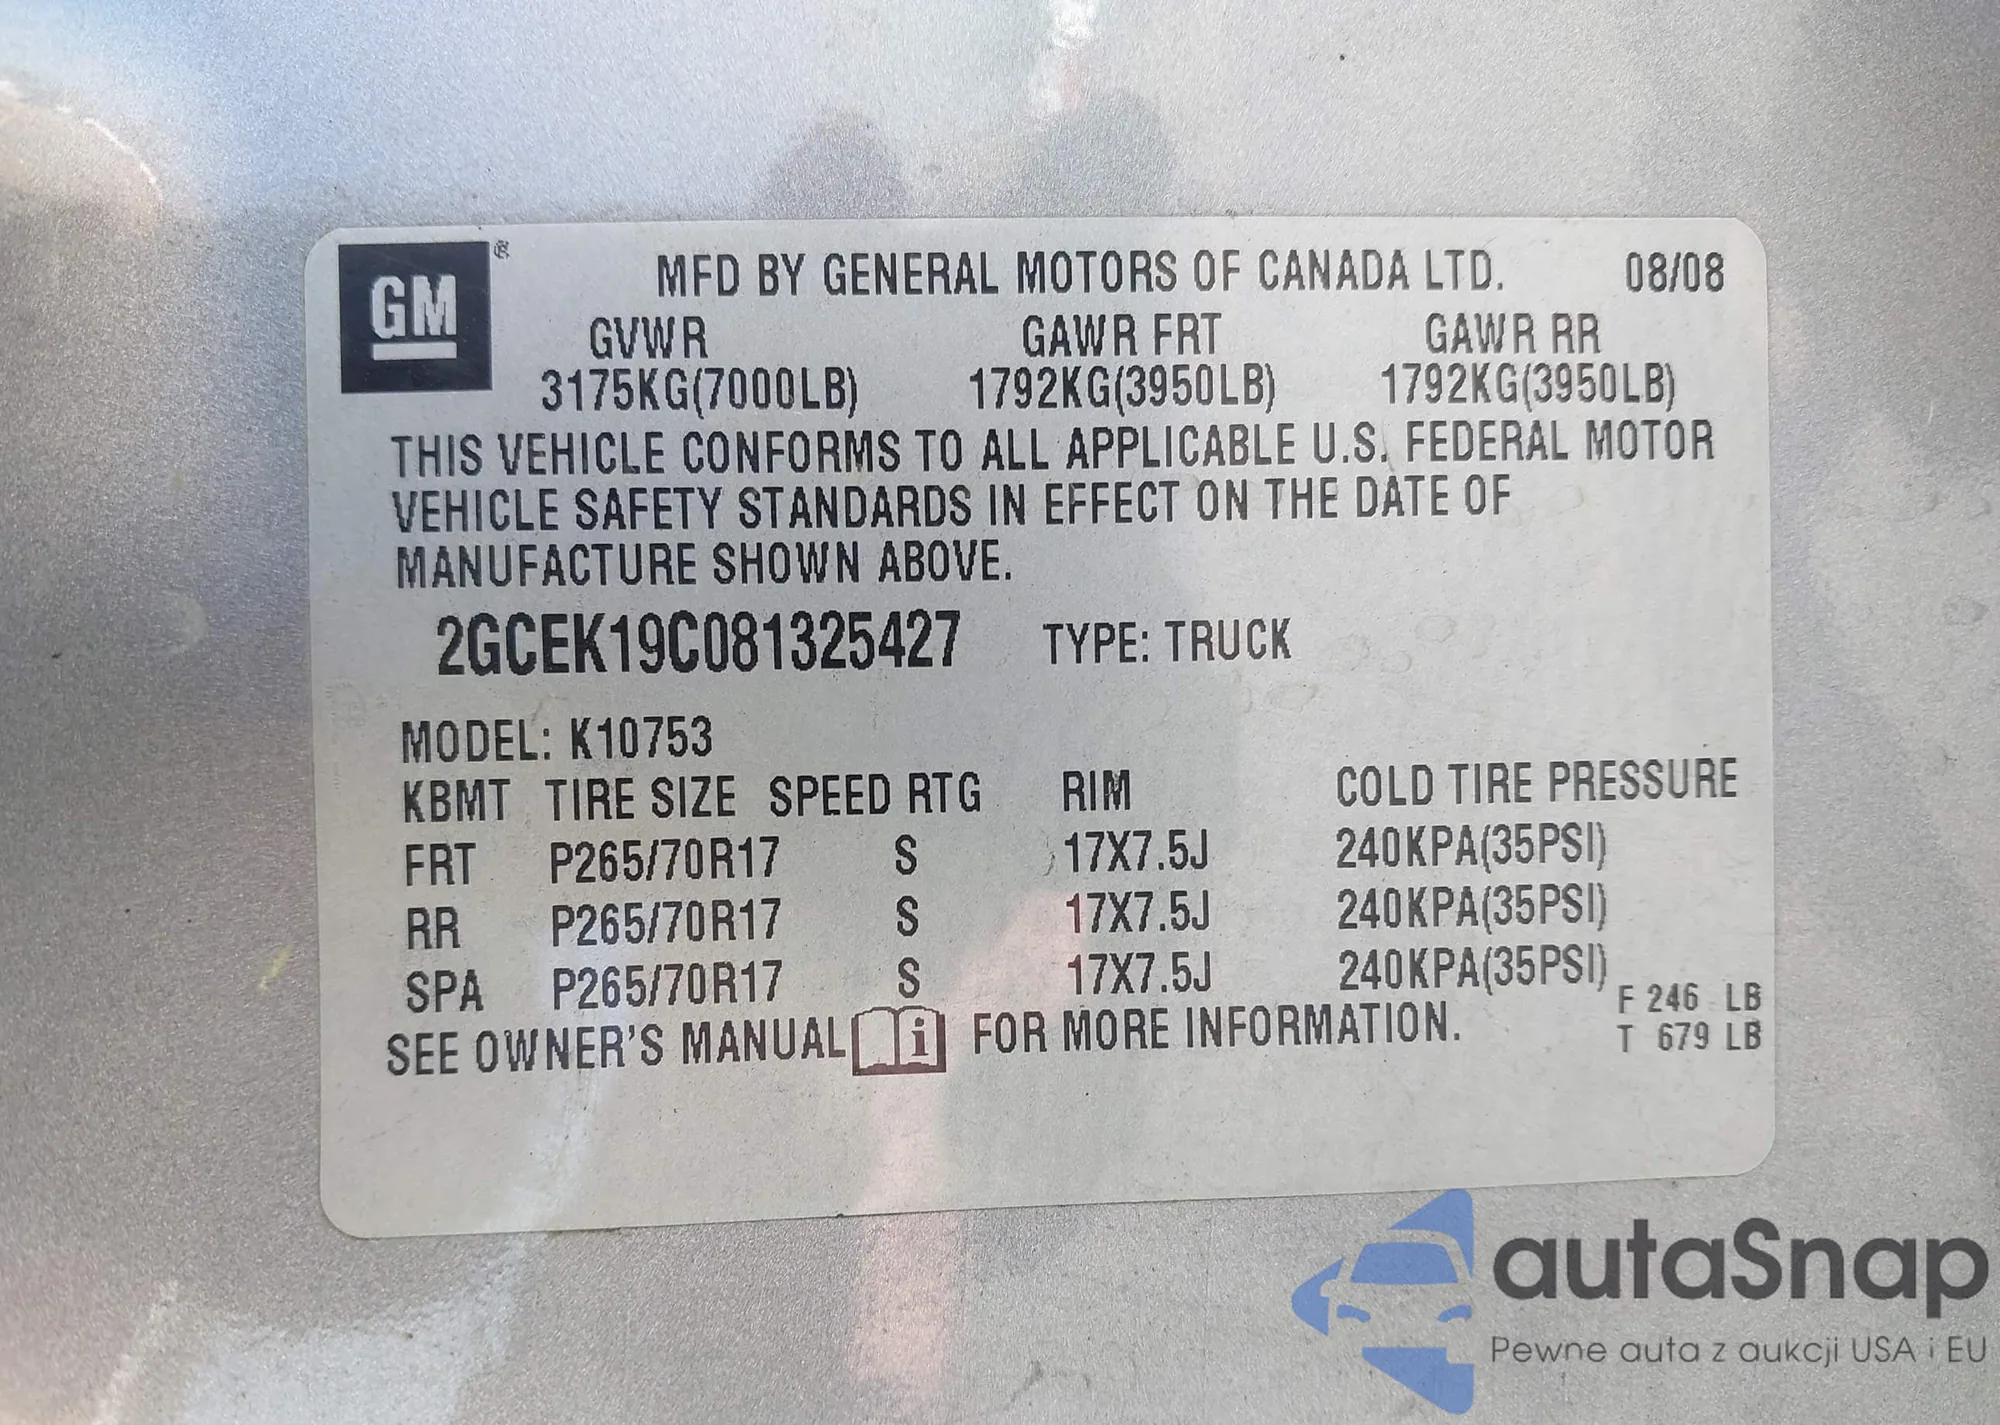 GM ®
MFD BY GENERAL MOTORS OF CANADA LTD. 08/08
GVWR GAWR FRT GAWR RR
3175KG(7000LB) 1792KG(3950LB) 1792KG(3950LB)
THIS VEHICLE CONFORMS TO ALL APPLICABLE U.S. FEDERAL MOTOR
VEHICLE SAFETY STANDARDS IN EFFECT ON THE DATE OF
MANUFACTURE SHOWN ABOVE.
2GCEK19C081325427 TYPE: TRUCK
MODEL: K10753
KBMT TIRE SIZE SPEED RTG RIM COLD TIRE PRESSURE
FRT P265/70R17 S 17X7.5J 240KPA(35PSI)
RR P265/70R17 S 17X7.5J 240KPA(35PSI)
SPA P265/70R17 S 17X7.5J 240KPA(35PSI)
F 246 LB
T 679 LB
SEE OWNER'S MANUAL i FOR MORE INFORMATION.
autaSnap
Pewne auta z aukcji USA i EU